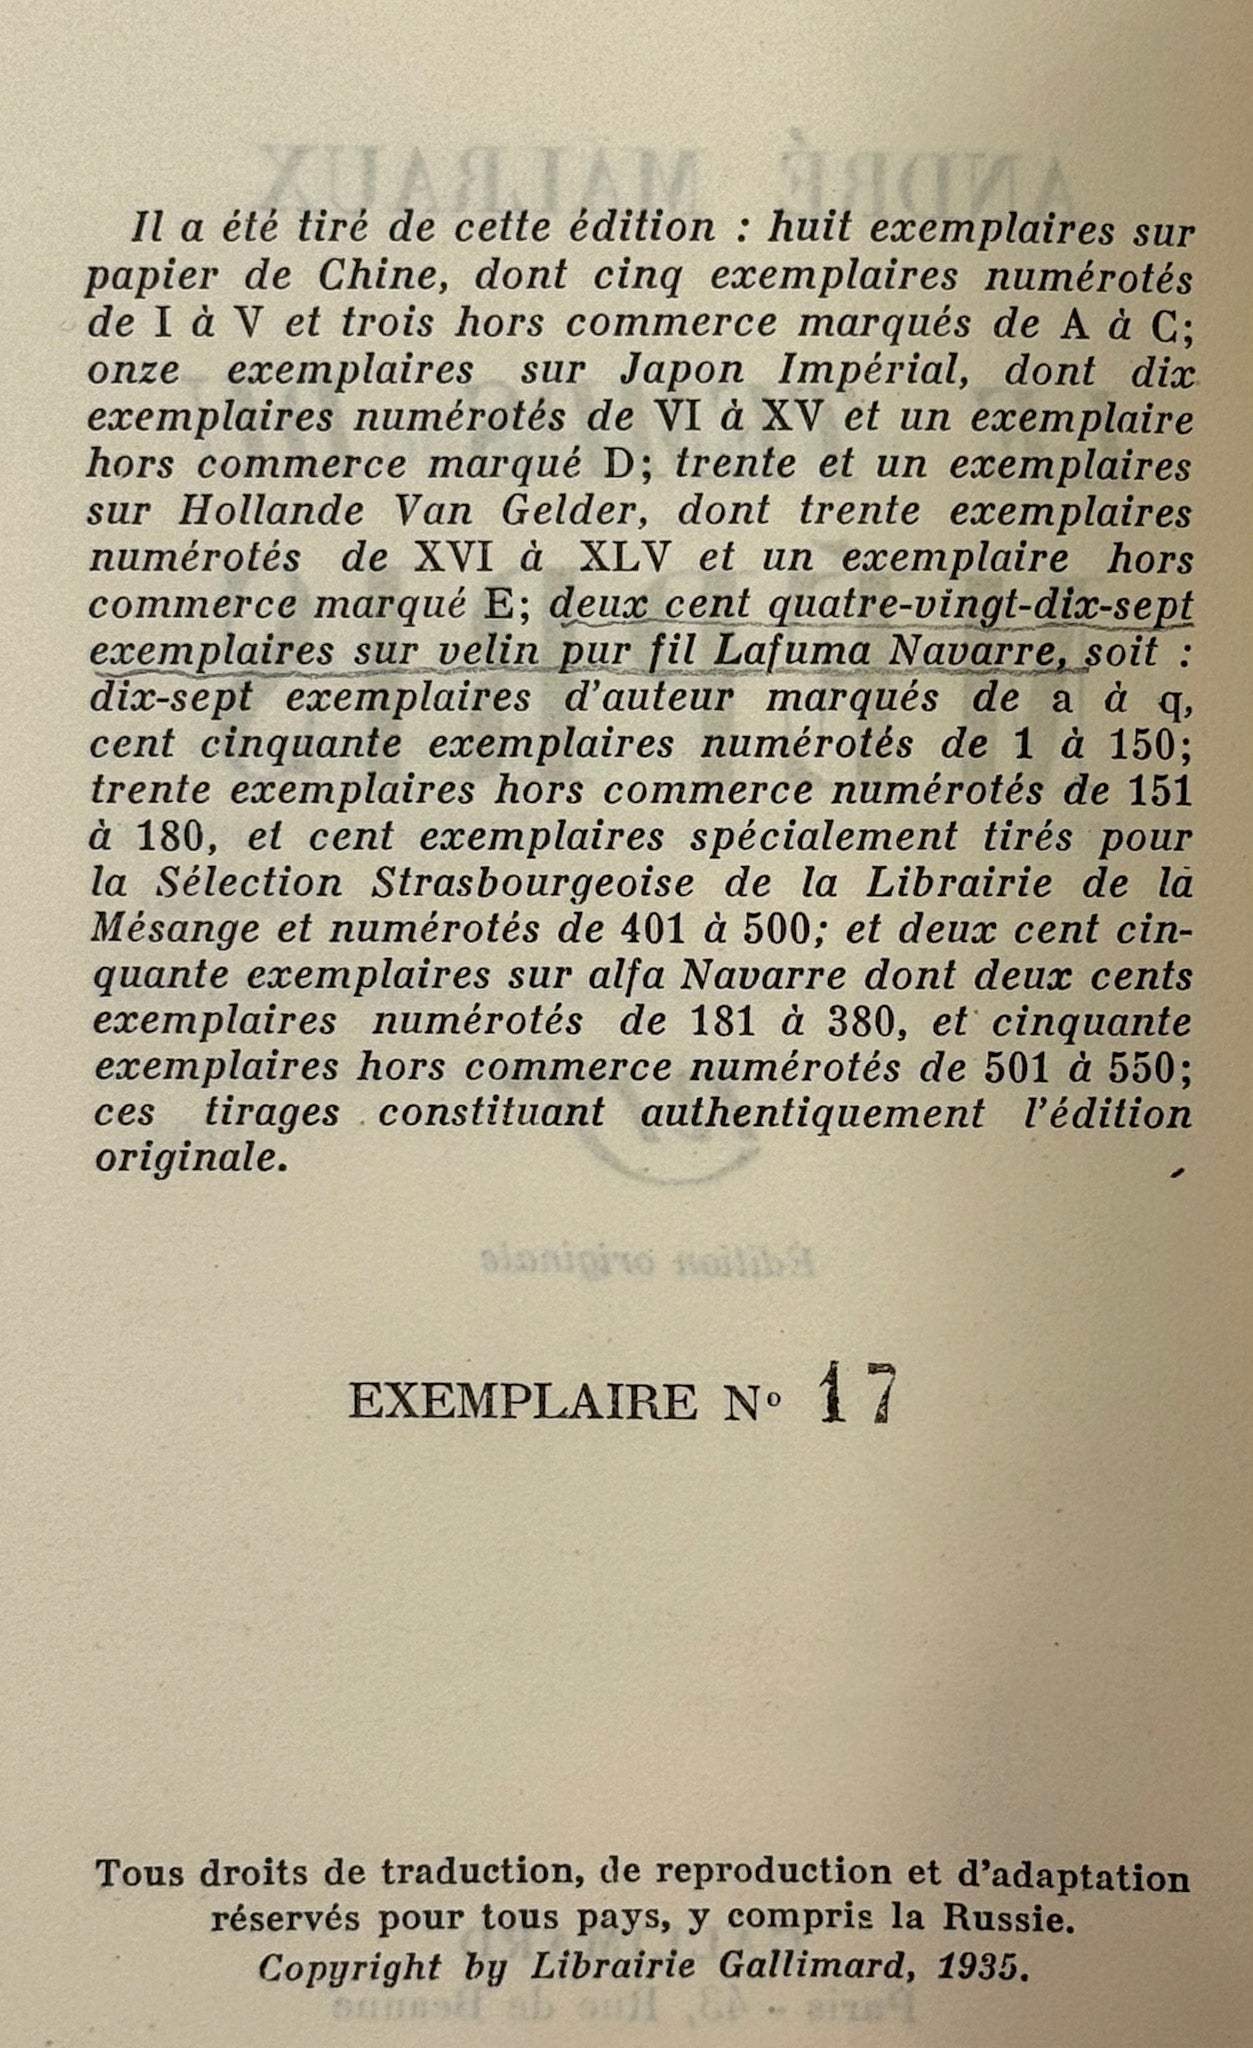 Il a été tiré de cette édition : huit exemplaires sur
papier de Chine, dont cinq exemplaires numérotés
de I à V et trois hors commerce marqués de A à C;
onze exemplaires sur Japon Impérial, dont dix
exemplaires numérotés de VI à XV et un exemplaire
hors commerce marqué D; trente et un exemplaires
sur Hollande Van Gelder, dont trente exemplaires
numérotés de XVI à XLV et un exemplaire hors
commerce marqué E; deux cent quatre-vingt-dix-sept
exemplaires sur velin pur fil Lafuma Navarre, soit :
dix-sept exemplaires d'auteur marqués de a à q,
cent cinquante exemplaires numérotés de 1 à 150;
trente exemplaires hors commerce numérotés de 151
à 180, et cent exemplaires spécialement tirés pour
la Sélection Strasbourgeoise de la Librairie de la
Mésange et numérotés de 401 à 500; et deux cent cin-
quante exemplaires sur alfa Navarre dont deux cents
exemplaires numérotés de 181 à 380, et cinquante
exemplaires hors commerce numérotés de 501 à 550;
ces tirages constituant authentiquement l'édition
originale.
EXEMPLAIRE Nº 17
Tous droits de traduction, de reproduction et d'adaptation
réservés pour tous pays, y compris la Russie.
Copyright by Librairie Gallimard, 1935.